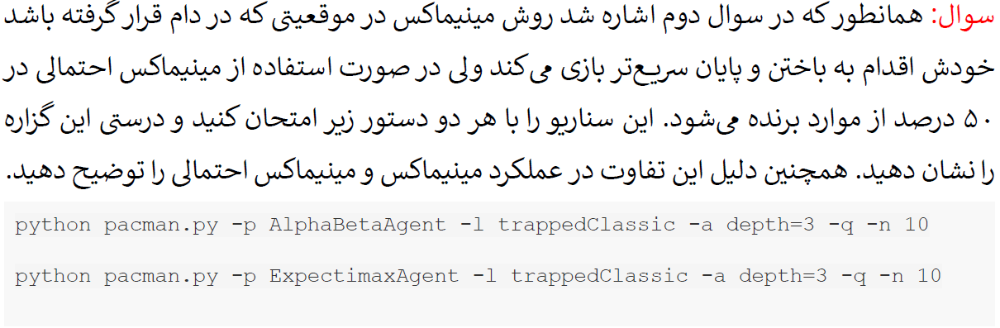 سوال: همانطور که در سوال دوم اشاره شد روش مینیماکس در موقعیتی که در دام قرار گرفته باشد
خودش اقدام به باختن و پایان سریع‌تر بازی می‌کند ولی در صورت استفاده از مینیماکس احتمالی در
۵۰ درصد از موارد برنده می‌شود. این سناریو را با هر دو دستور زیر امتحان کنید و درستی این گزاره
را نشان دهید. همچنین دلیل این تفاوت در عملکرد مینیماکس و مینیماکس احتمالی را توضیح دهید.
python pacman.py -p AlphaBetaAgent -l trappedClassic -a depth=3 -q -n 10
python pacman.py -p ExpectimaxAgent -l trappedClassic -a depth=3 -q -n 10